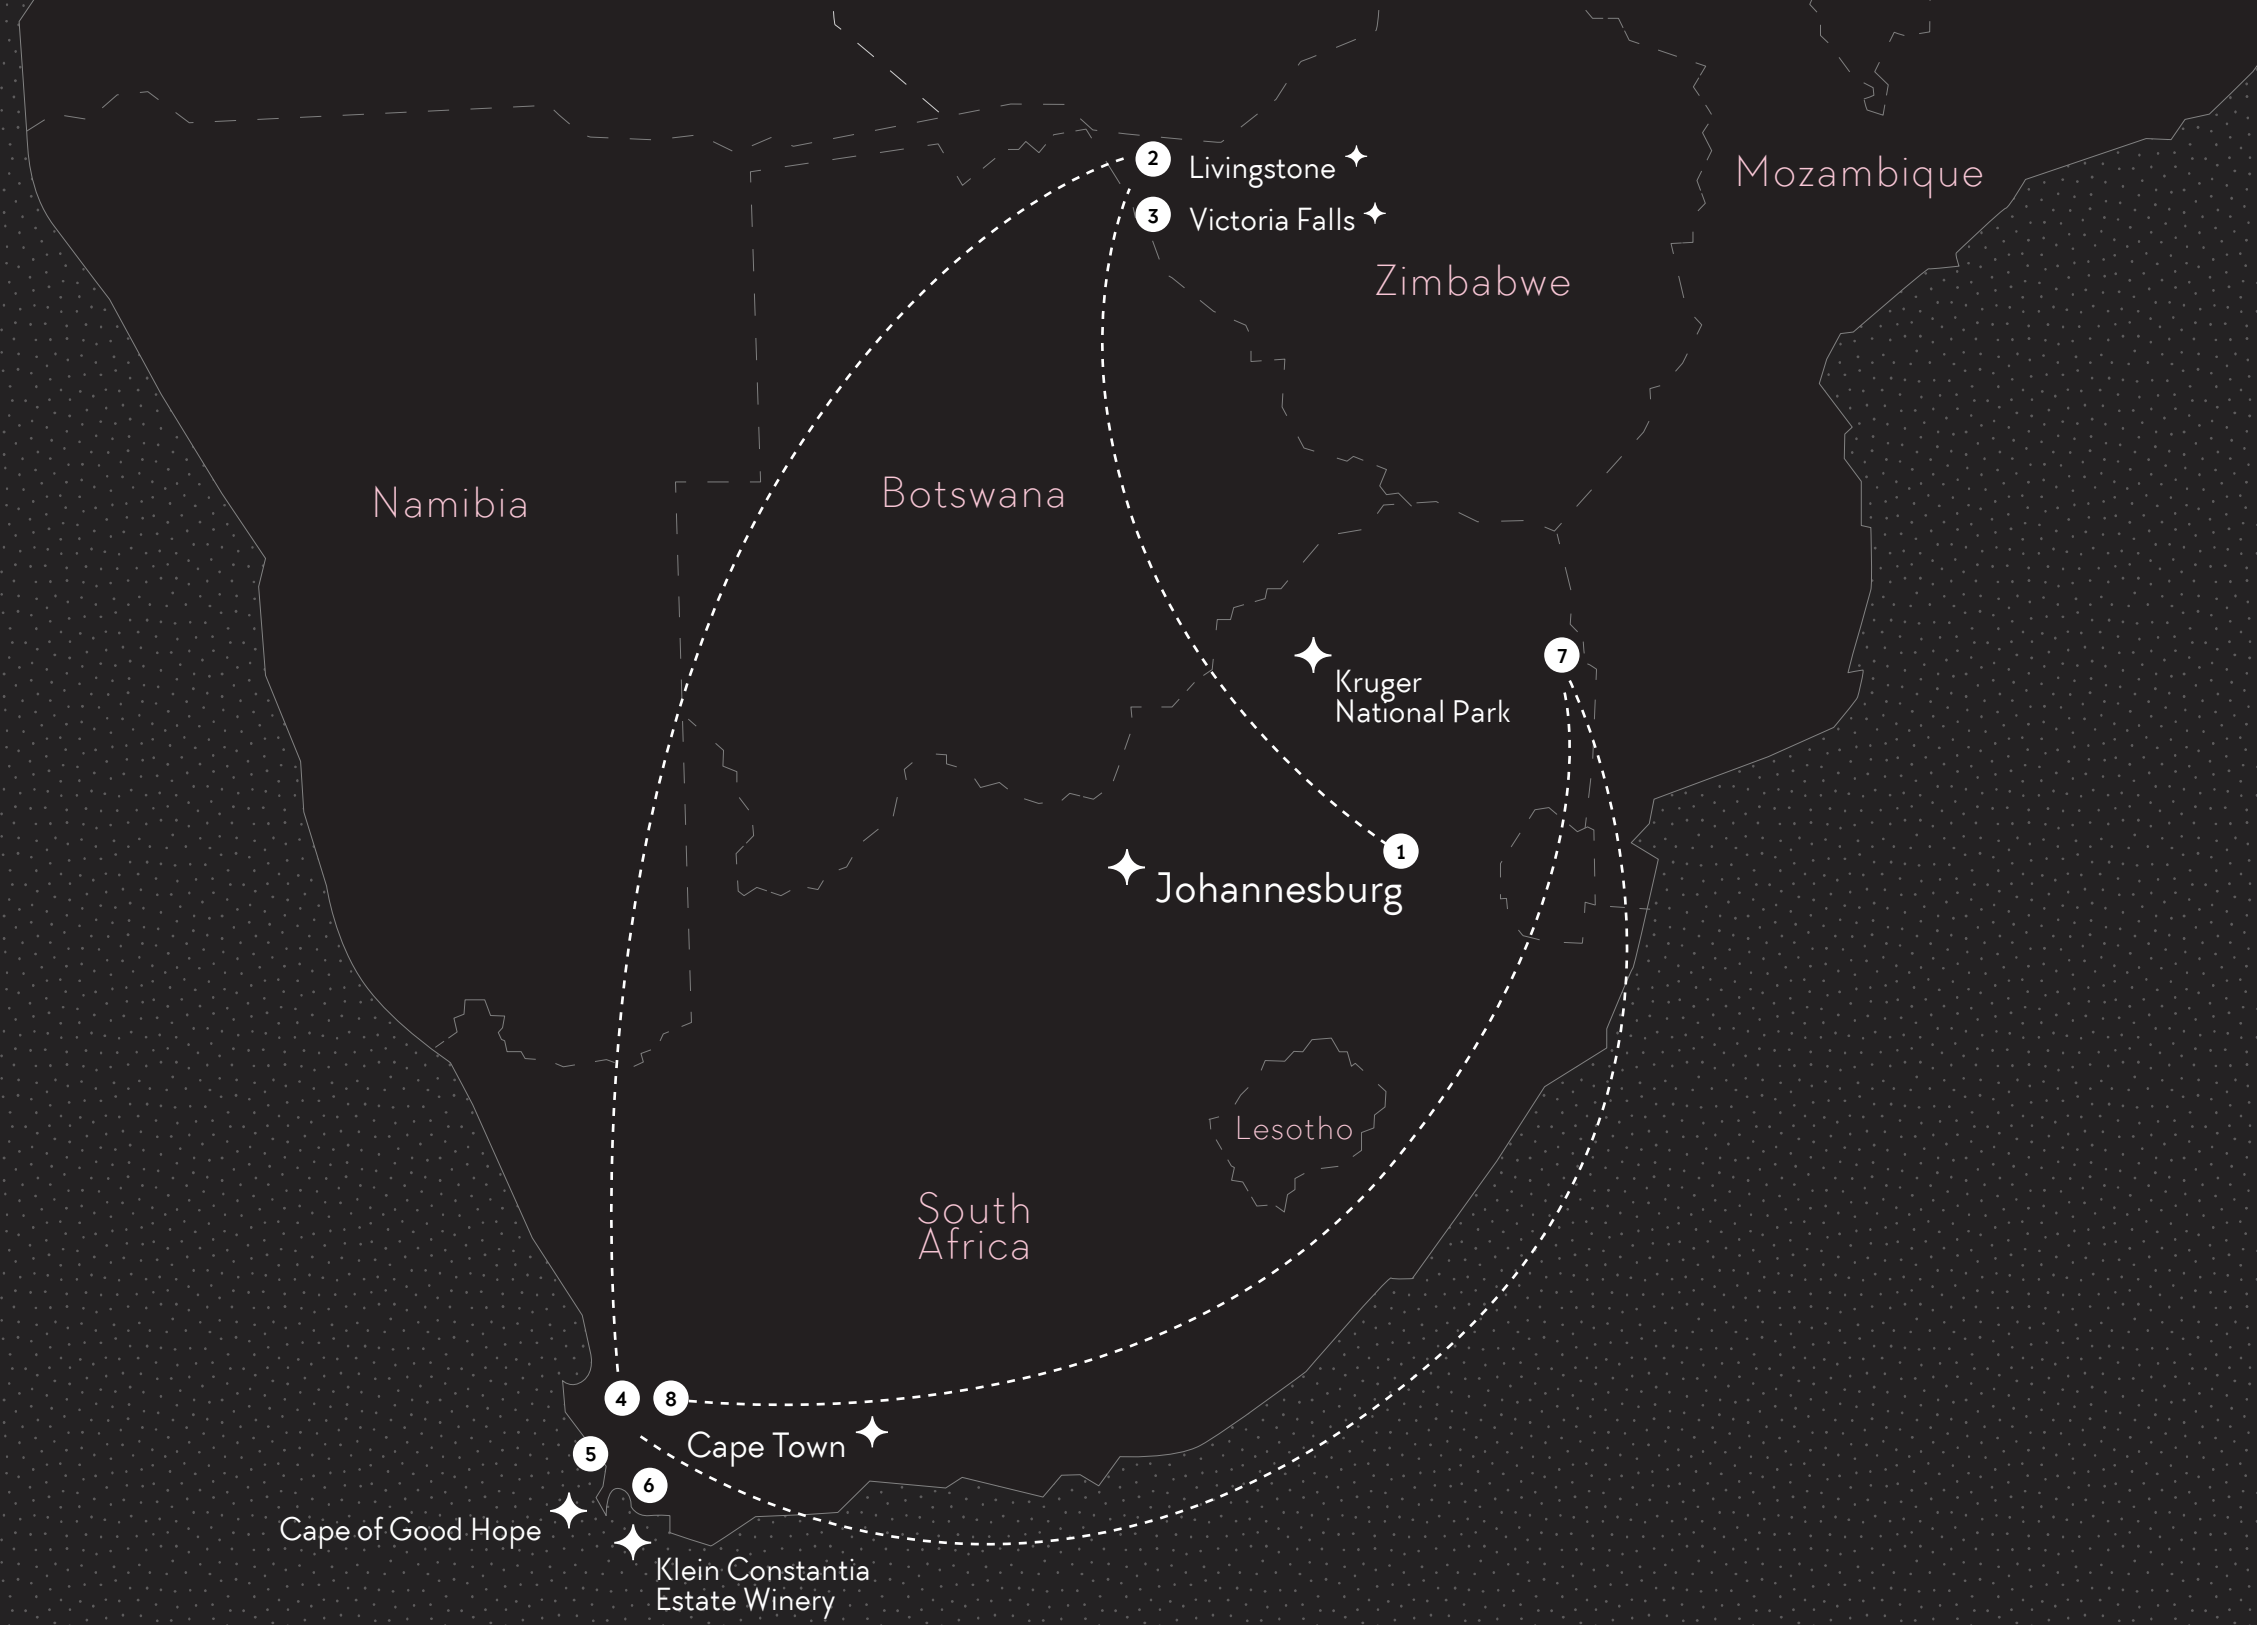 2 Livingstone
Mozambique
3 Victoria Falls
Zimbabwe
Namibia
Botswana
7
Kruger
National Park
1
Johannesburg
Lesotho
South
Africa
4 8
Cape Town
5
6
Cape of Good Hope
Klein Constantia
Estate Winery